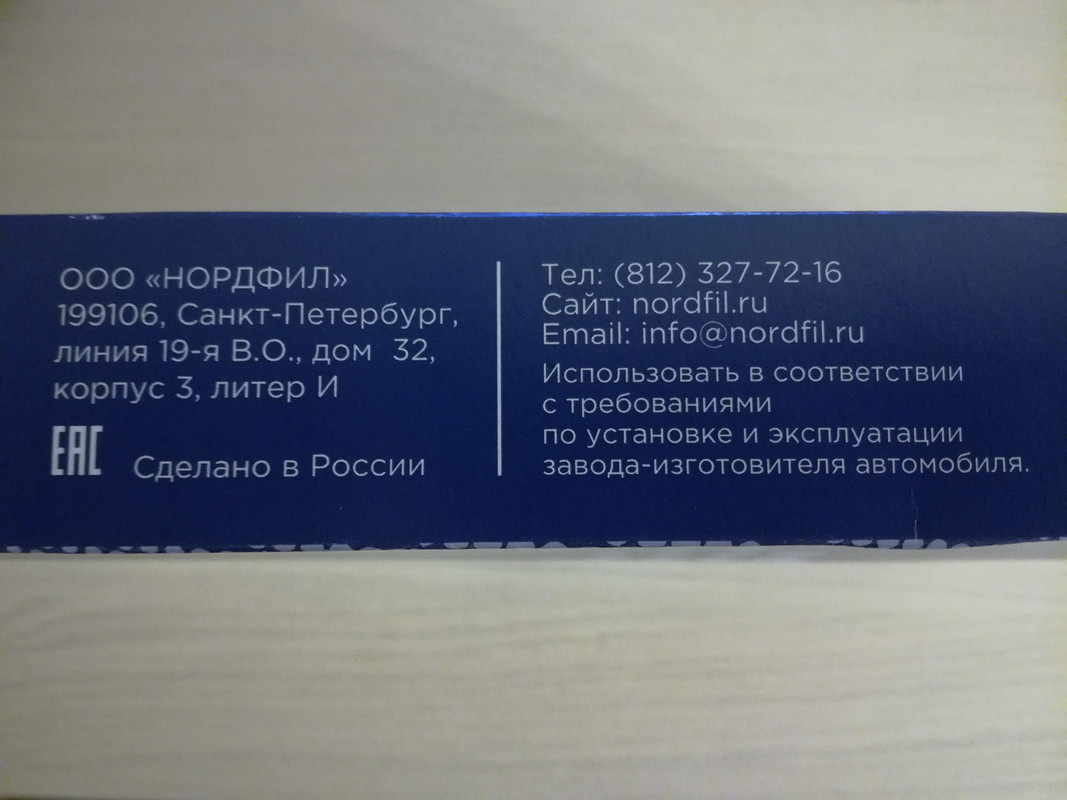 ООО «НОРДФИЛ»
199106, Санкт-Петербург,
линия 19-я В.О., дом 32,
корпус 3, литер И
ЕАС
Сделано в России
Тел: (812) 327-72-16
Сайт: nordfil.ru
Email: info@nordfil.ru
Использовать в соответствии
с требованиями
по установке и эксплуатации
завода-изготовителя автомобиля.